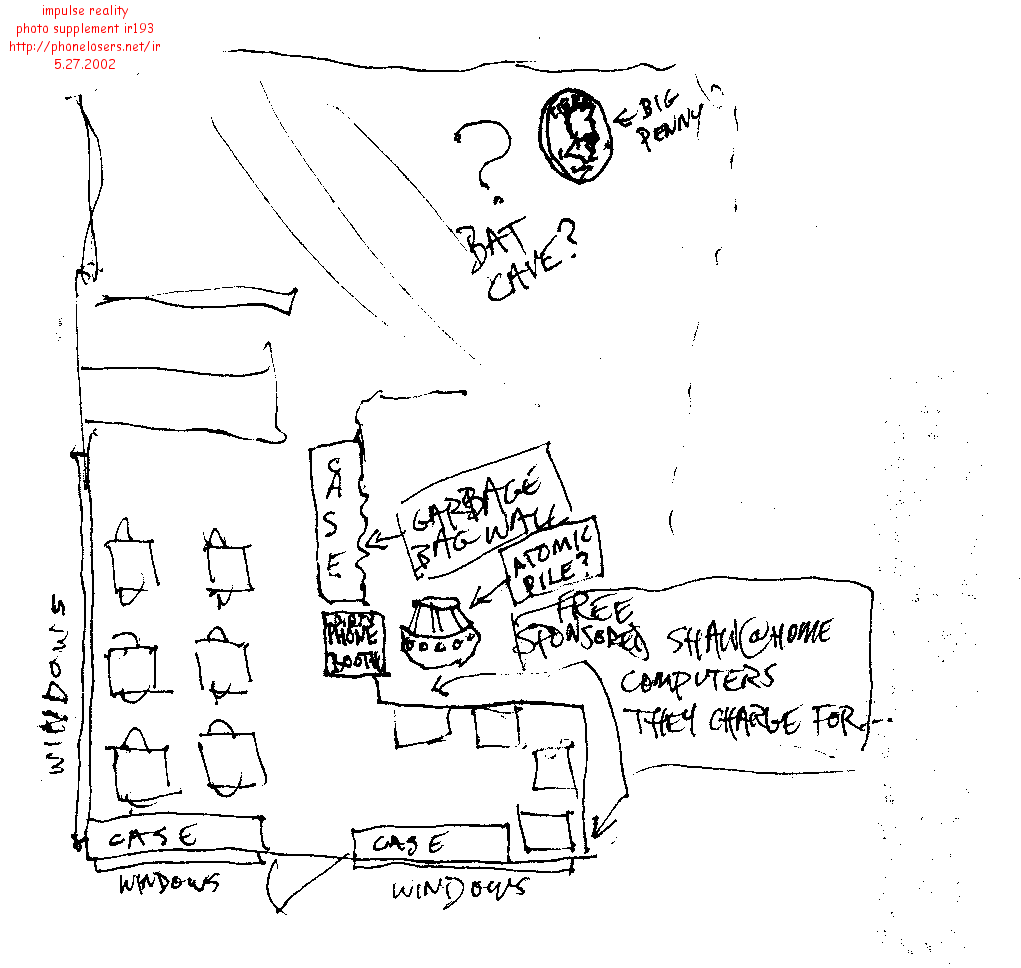 impulse reality
photo supplement ir193
http://phonelosers.net/ir
5.27.2002
BIG
PENNY
?
BAT
CAVE?
CASE
GARBAGE
BAG WALL
ATOMIC
PILE?
PHONE
BOOTH
FREE
SPONSORED SHAW@HOME
COMPUTERS
THEY CHARGE FOR...
WINDOWS
CASE
CASE
WINDOWS
WINDOWS